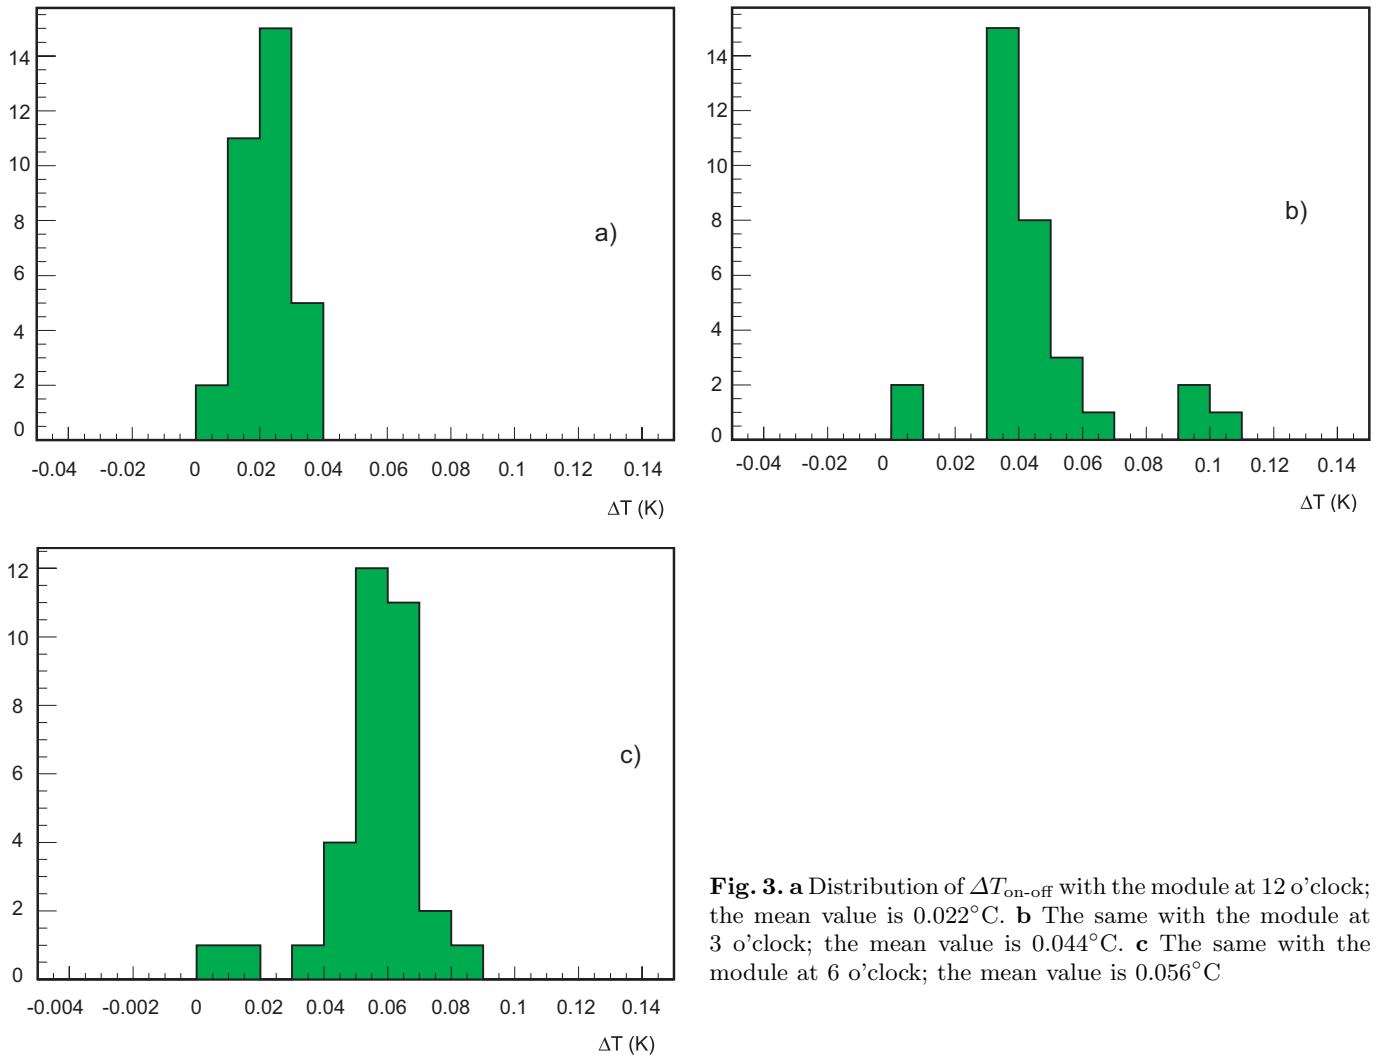 14
12
10
8
6
4
2
0
a)
-0.04 -0.02 0 0.02 0.04 0.06 0.08 0.1 0.12 0.14
ΔT (K)
14
12
10
8
6
4
2
0
b)
-0.04 -0.02 0 0.02 0.04 0.06 0.08 0.1 0.12 0.14
ΔT (K)
12
10
8
6
4
2
0
c)
-0.004 -0.002 0 0.02 0.04 0.06 0.08 0.1 0.12 0.14
ΔT (K)
Fig. 3. a Distribution of ΔTon-off with the module at 12 o'clock;
the mean value is 0.022°C. b The same with the module at
3 o'clock; the mean value is 0.044°C. c The same with the
module at 6 o'clock; the mean value is 0.056°C